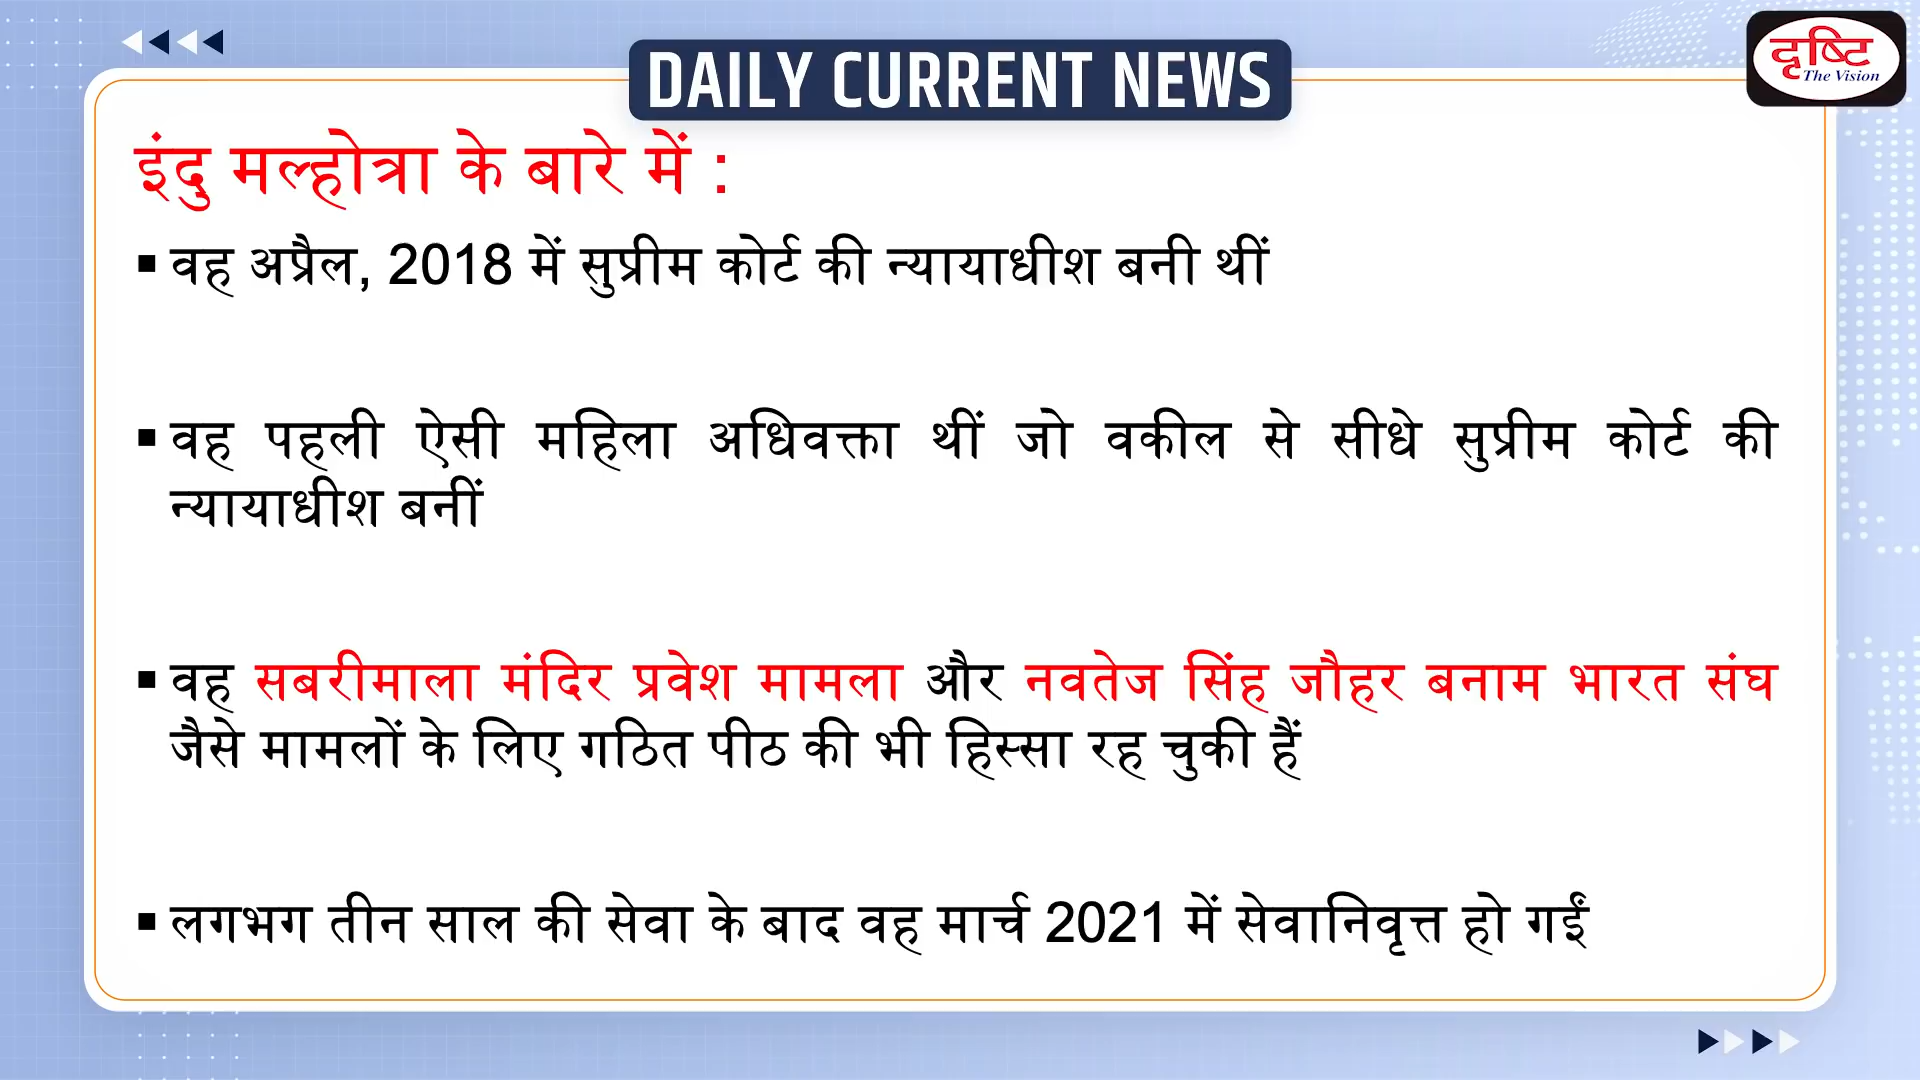 DAILY CURRENT NEWS
दृष्टि
The Vision
इंदु मल्होत्रा के बारे में :
▪ वह अप्रैल, 2018 में सुप्रीम कोर्ट की न्यायाधीश बनी थीं
▪ वह पहली ऐसी महिला अधिवक्ता थीं जो वकील से सीधे सुप्रीम कोर्ट की
न्यायाधीश बनीं
▪ वह सबरीमाला मंदिर प्रवेश मामला और नवतेज सिंह जौहर बनाम भारत संघ
जैसे मामलों के लिए गठित पीठ की भी हिस्सा रह चुकी हैं
▪ लगभग तीन साल की सेवा के बाद वह मार्च 2021 में सेवानिवृत्त हो गईं